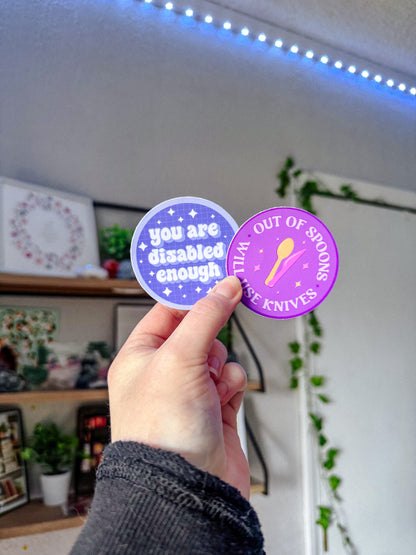 you are
disabled
enough
OUT OF SPOONS
WILL USE KNIVES